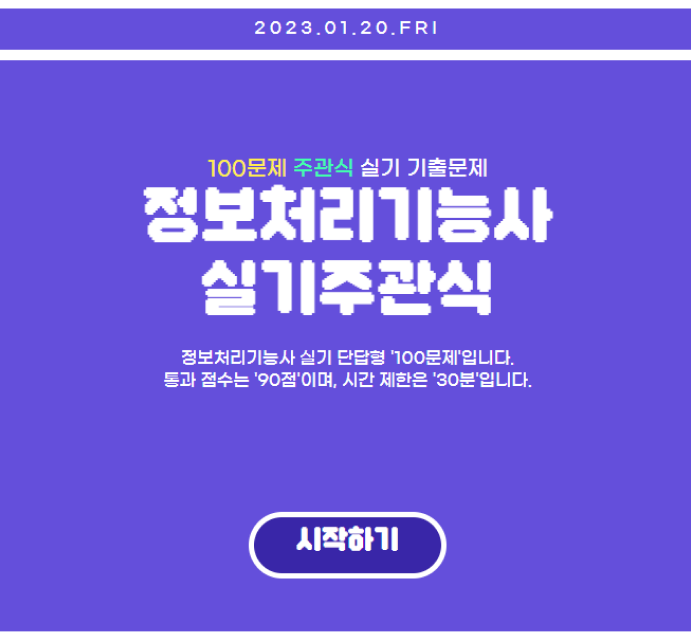 2023.01.20.FRI
100문제 주관식 실기 기출문제
정보처리기능사
실기주관식
정보처리기능사 실기 단답형 '100문제'입니다.
통과 점수는 '90점'이며, 시간 제한은 '30분'입니다.
시작하기